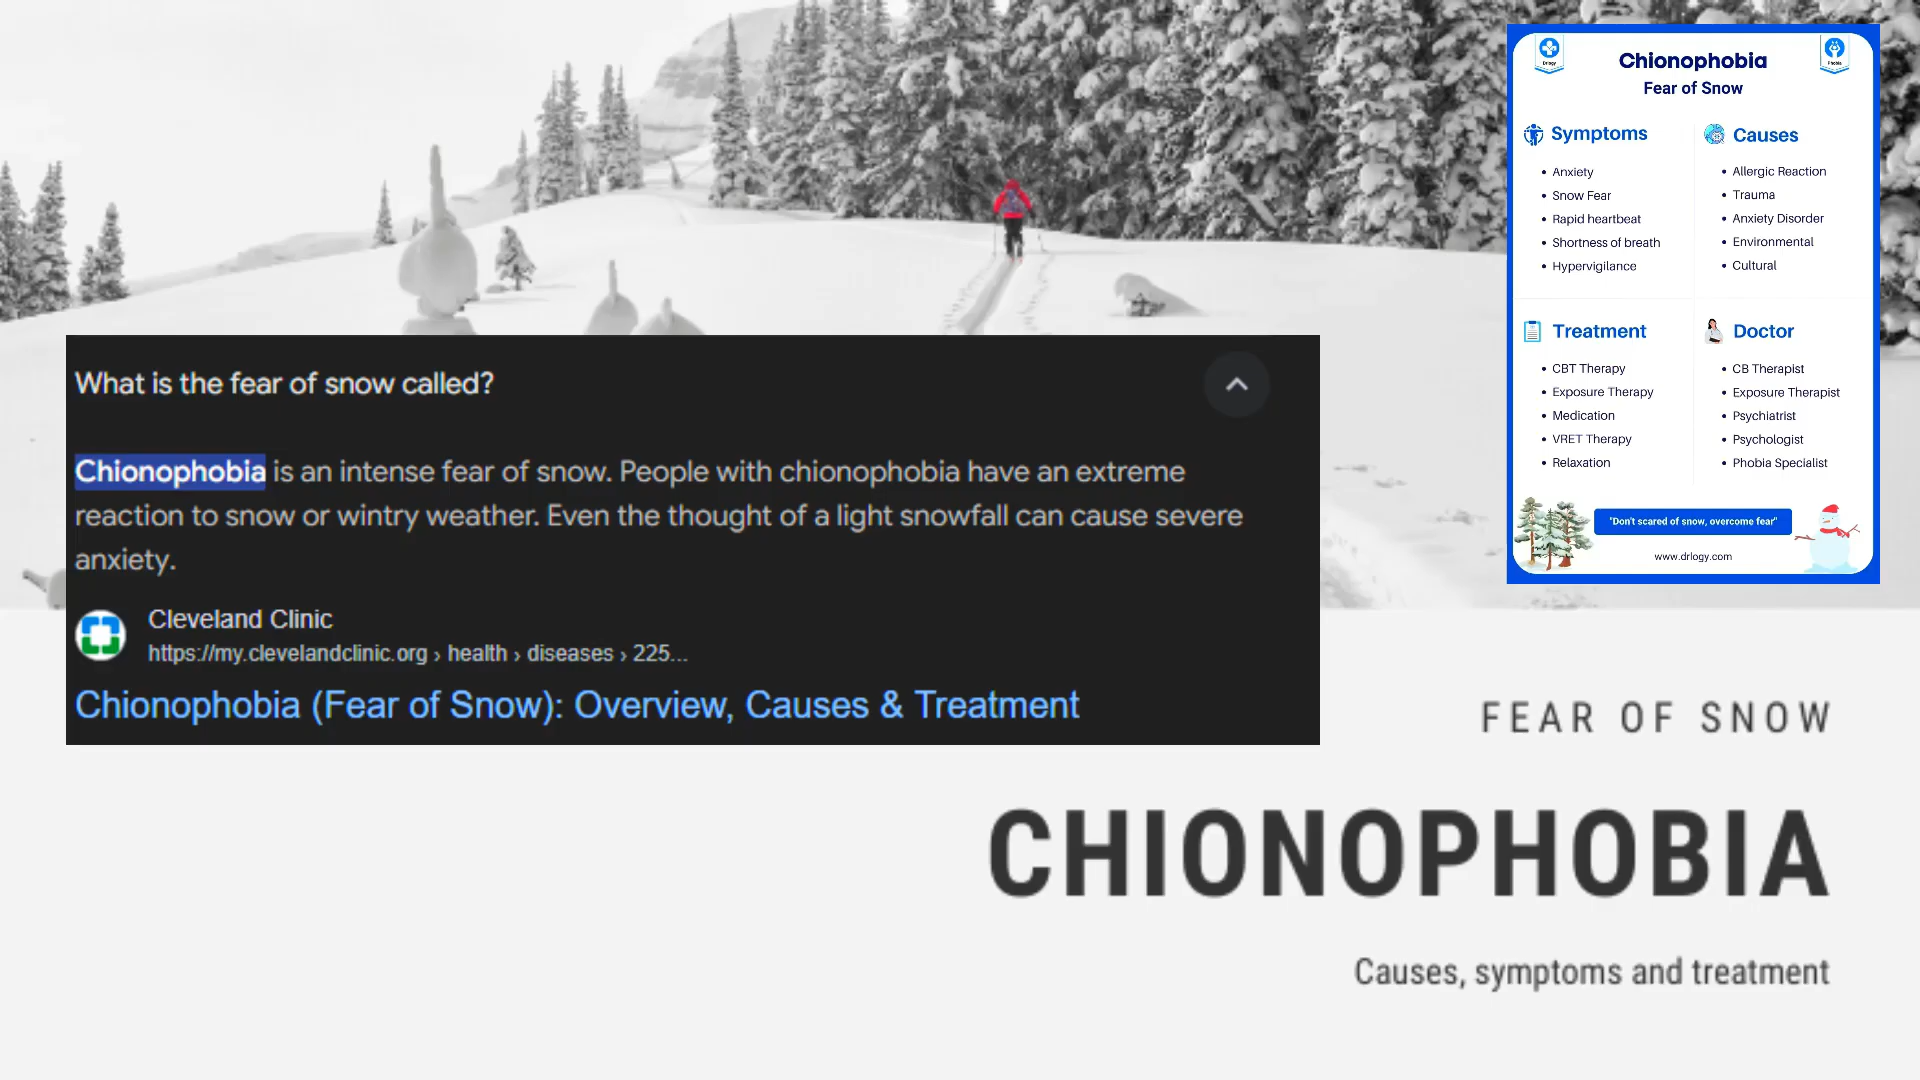 What is the fear of snow called?
Chionophobia is an intense fear of snow. People with chionophobia have an extreme
reaction to snow or wintry weather. Even the thought of a light snowfall can cause severe
anxiety.
Cleveland Clinic
https://my.clevelandclinic.org › health › diseases › 225...
Chionophobia (Fear of Snow): Overview, Causes & Treatment
Drlogy
Phobia
Chionophobia
Fear of Snow
Symptoms
• Anxiety
• Snow Fear
• Rapid heartbeat
• Shortness of breath
• Hypervigilance
Causes
• Allergic Reaction
• Trauma
• Anxiety Disorder
• Environmental
• Cultural
Treatment
• CBT Therapy
• Exposure Therapy
• Medication
• VRET Therapy
• Relaxation
Doctor
• CB Therapist
• Exposure Therapist
• Psychiatrist
• Psychologist
• Phobia Specialist
"Don't scared of snow, overcome fear"
www.drlogy.com
FEAR OF SNOW
CHIONOPHOBIA
Causes, symptoms and treatment